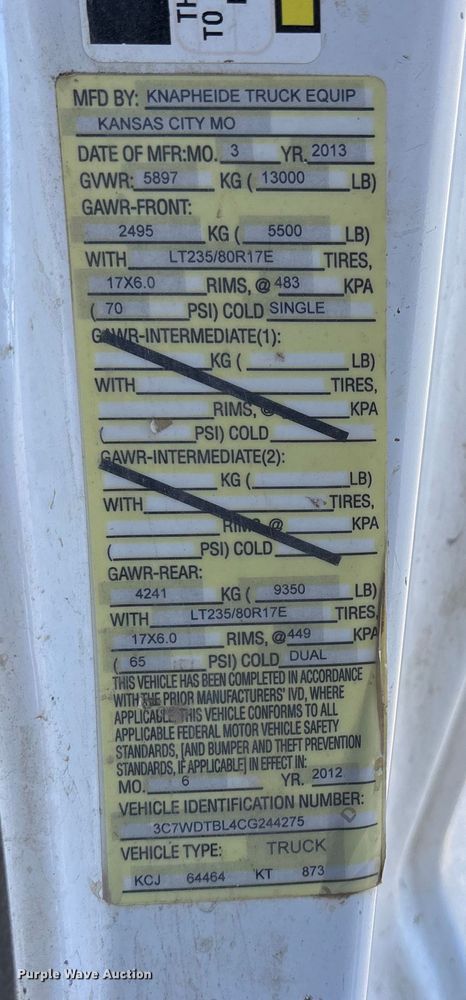 TH
TO
MFD BY: KNAPHEIDE TRUCK EQUIP
KANSAS CITY MO
DATE OF MFR:MO. 3 YR. 2013
GVWR: 5897 KG ( 13000 LB)
GAWR-FRONT:
2495 KG ( 5500 LB)
WITH LT235/80R17E TIRES,
17X6.0 RIMS, @ 483 KPA
( 70 PSI) COLD SINGLE
GAWR-INTERMEDIATE(1):
KG ( LB)
WITH TIRES,
RIMS, @ KPA
( PSI) COLD
GAWR-INTERMEDIATE(2):
KG ( LB)
WITH TIRES,
RIMS, @ KPA
( PSI) COLD
GAWR-REAR:
4241 KG ( 9350 LB)
WITH LT235/80R17E TIRES,
17X6.0 RIMS, @ 449 KPA
( 65 PSI) COLD DUAL
THIS VEHICLE HAS BEEN COMPLETED IN ACCORDANCE
WITH THE PRIOR MANUFACTURERS' IVD, WHERE
APPLICABLE. THIS VEHICLE CONFORMS TO ALL
APPLICABLE FEDERAL MOTOR VEHICLE SAFETY
STANDARDS, [AND BUMPER AND THEFT PREVENTION
STANDARDS, IF APPLICABLE] IN EFFECT IN:
MO. 6 YR. 2012
VEHICLE IDENTIFICATION NUMBER:
3C7WDTBL4CG244275
VEHICLE TYPE: TRUCK
KCJ 64464 KT 873
Purple Wave Auction